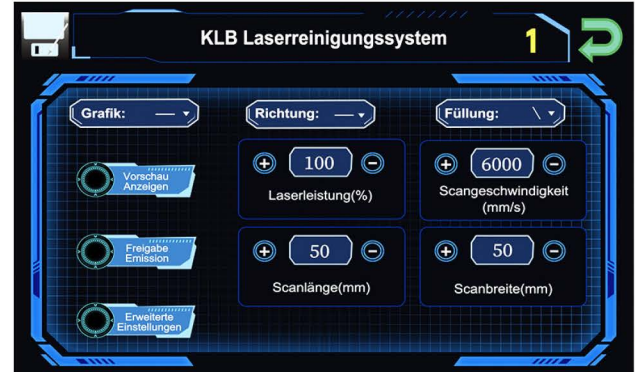 KLB Laserreinigungssystem
1
Grafik: —
Richtung: —
Füllung: \
Vorschau
Anzeigen
100
Laserleistung(%)
6000
Scangeschwindigkeit
(mm/s)
Freigabe
Emission
50
Scanlänge(mm)
50
Scanbreite(mm)
Erweiterte
Einstellungen